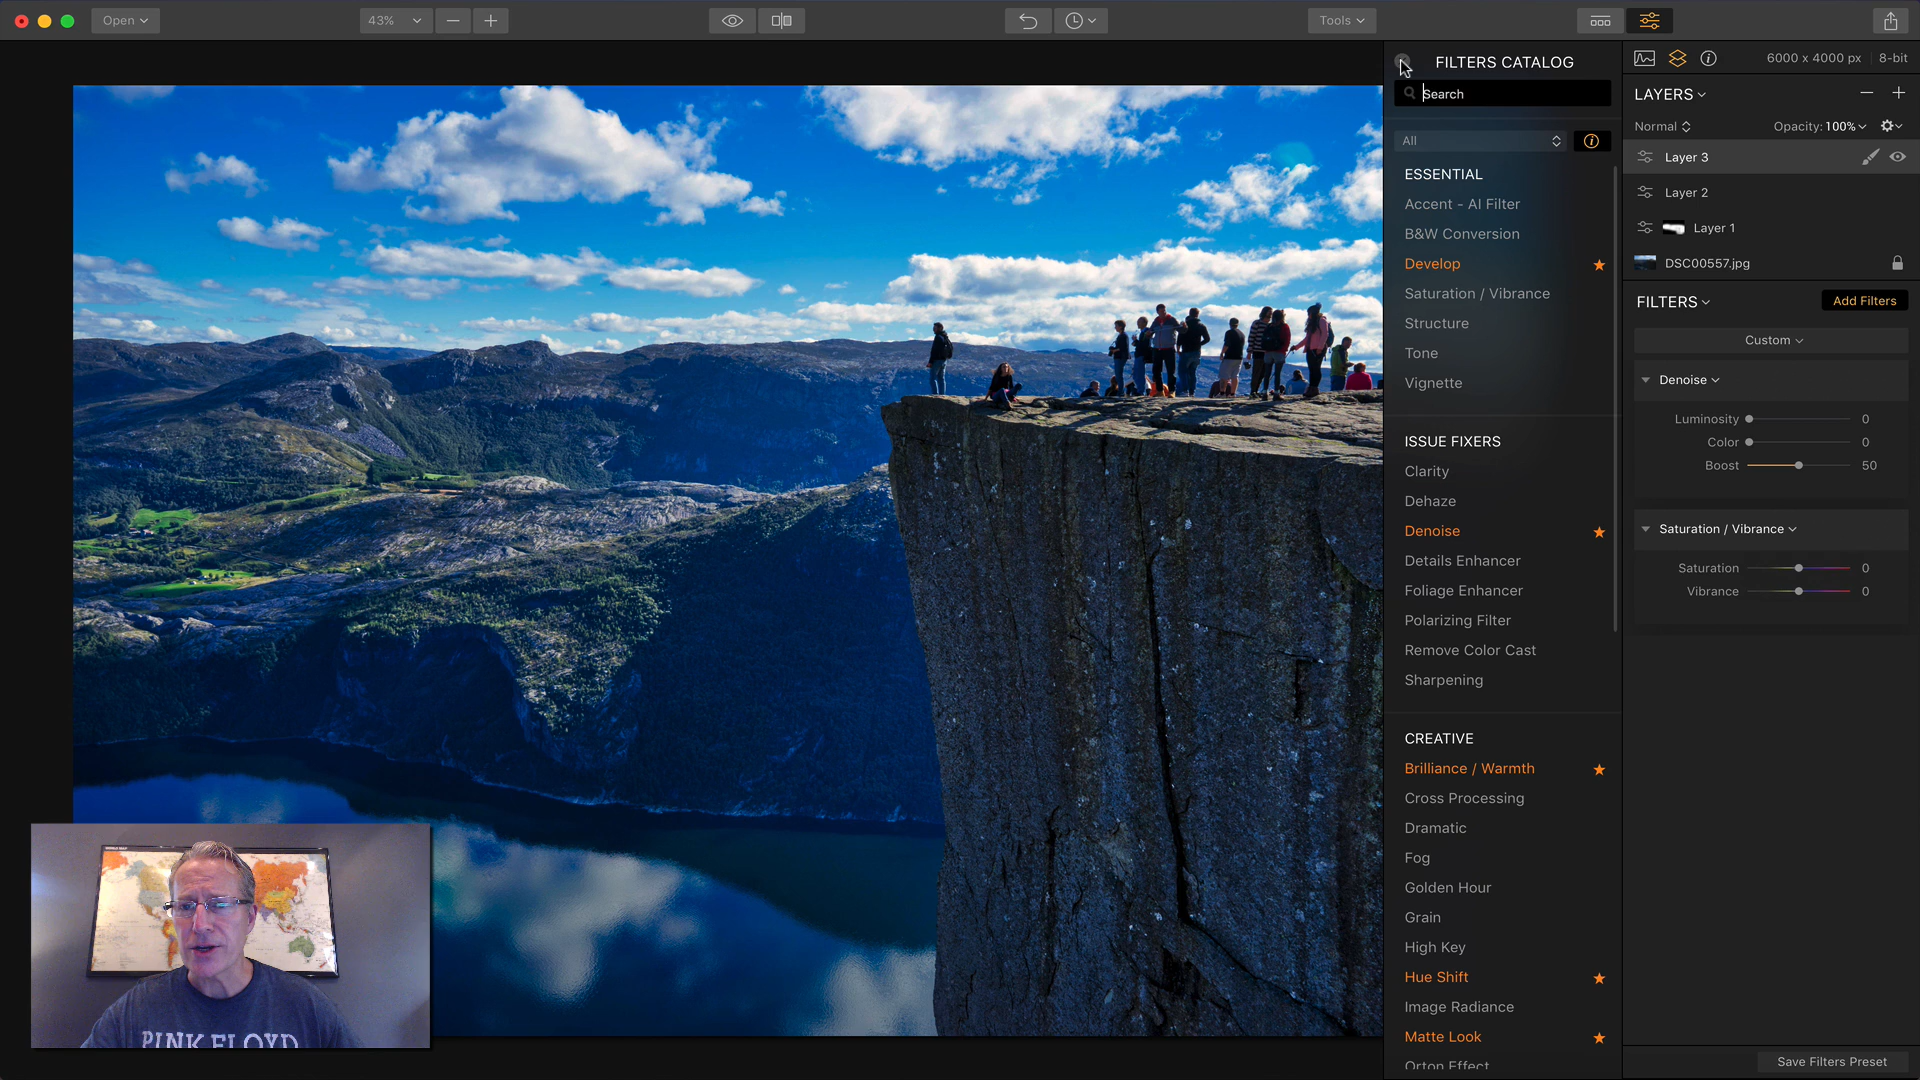 Open
43%
Tools
FILTERS CATALOG
Search
All
ESSENTIAL
Accent - AI Filter
B&W Conversion
Develop
Saturation / Vibrance
Structure
Tone
Vignette
ISSUE FIXERS
Clarity
Dehaze
Denoise
Details Enhancer
Foliage Enhancer
Polarizing Filter
Remove Color Cast
Sharpening
CREATIVE
Brilliance / Warmth
Cross Processing
Dramatic
Fog
Golden Hour
Grain
High Key
Hue Shift
Image Radiance
Matte Look
Orton Effect
6000 x 4000 px 8-bit
LAYERS
Normal Opacity: 100%
Layer 3
Layer 2
Layer 1
DSC00557.jpg
FILTERS Add Filters
Custom
Denoise
Luminosity 0
Color 0
Boost 50
Saturation / Vibrance
Saturation 0
Vibrance 0
Save Filters Preset
PINK FLOYD